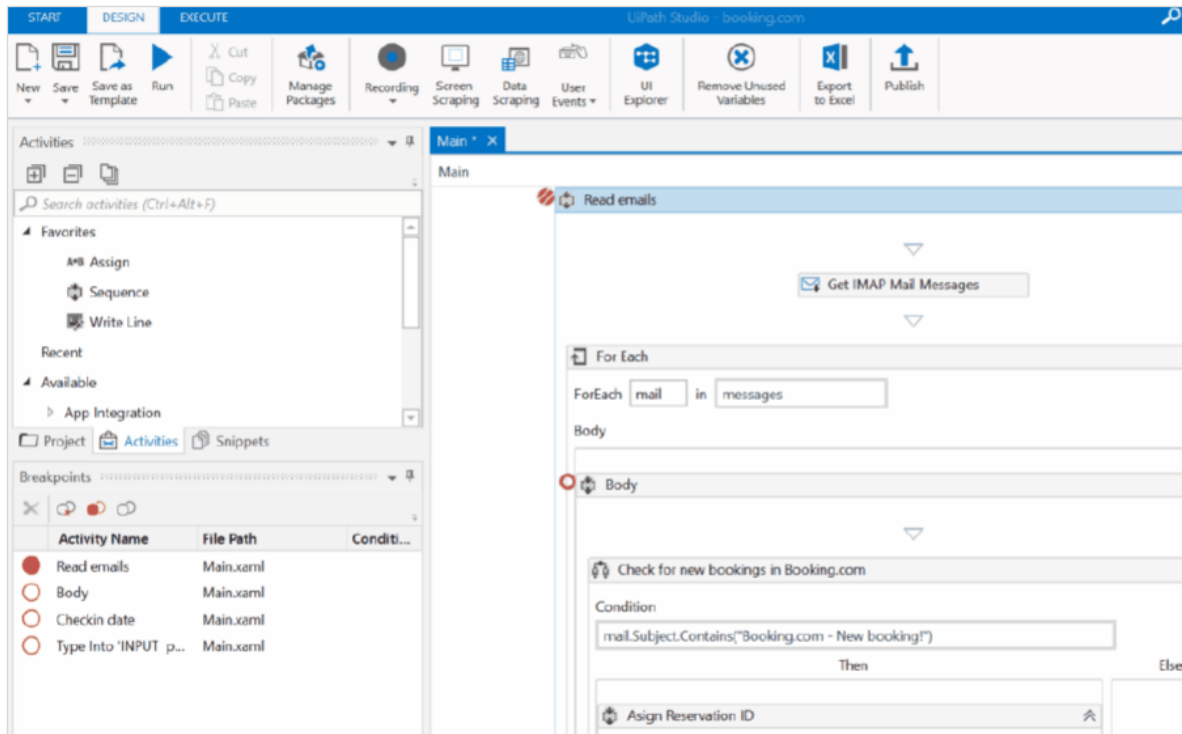 START DESIGN EXECUTE UiPath Studio - booking.com
Cut
Copy
Paste
New Save Save as Template Run Manage Packages Recording Screen Scraping Data Scraping User Events UI Explorer Remove Unused Variables Export to Excel Publish
Activities
Search activities (Ctrl+Alt+F)
Favorites
A+B Assign
Sequence
Write Line
Recent
Available
App Integration
Project Activities Snippets
Breakpoints
Activity Name File Path Conditi...
Read emails Main.xaml
Body Main.xaml
Checkin date Main.xaml
Type Into 'INPUT p... Main.xaml
Main *
Main
Read emails
Get IMAP Mail Messages
For Each
ForEach mail in messages
Body
Body
Check for new bookings in Booking.com
Condition
mail.Subject.Contains("Booking.com - New booking!")
Then Else
Asign Reservation ID